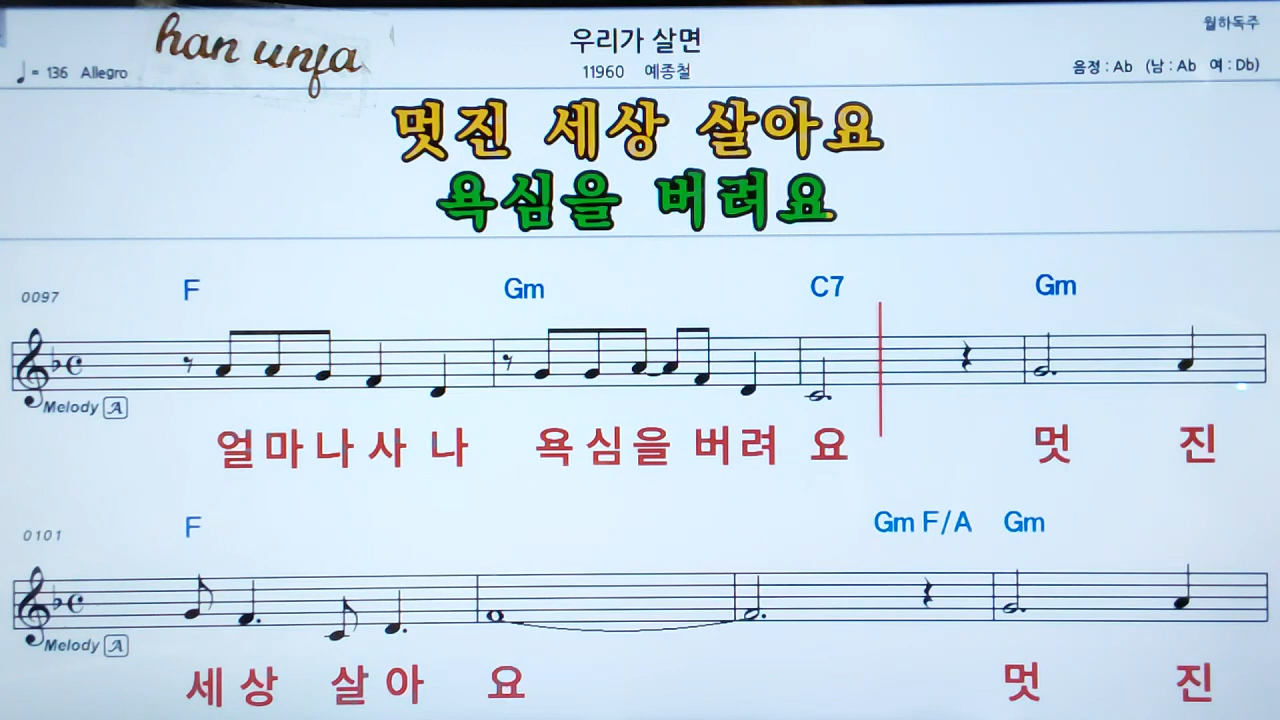 han unja
우리가 살면
월하독주
♩= 136 Allegro
11960 예종철
음정 : Ab (남 : Ab 여 : Db)
멋진 세상 살아요
욕심을 버려요
0097
F Gm C7 Gm
Melody A
얼마나사 나 욕심을 버려 요 멋 진
0101
F Gm F/A Gm
Melody A
세 상 살 아 요 멋 진